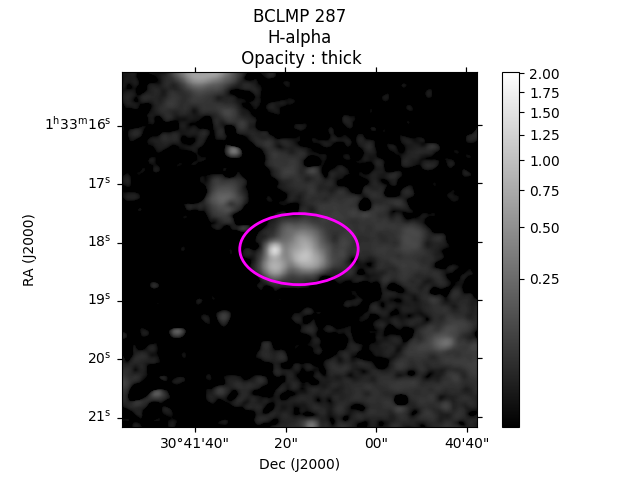 BCLMP 287
H-alpha
Opacity : thick
RA (J2000)
1ʰ33ᵐ16ˢ
17ˢ
18ˢ
19ˢ
20ˢ
21ˢ
30°41'40"
20"
00"
40'40"
Dec (J2000)
2.00
1.75
1.50
1.25
1.00
0.75
0.50
0.25